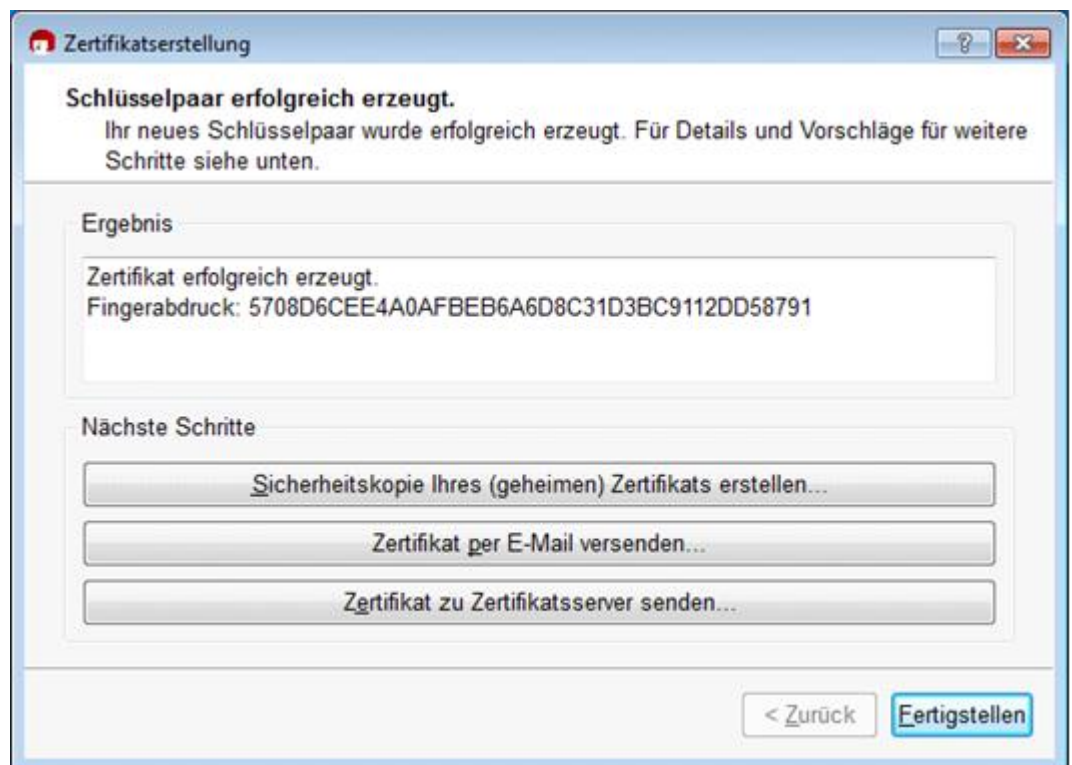 Zertifikatserstellung
Schlüsselpaar erfolgreich erzeugt.
Ihr neues Schlüsselpaar wurde erfolgreich erzeugt. Für Details und Vorschläge für weitere
Schritte siehe unten.
Ergebnis
Zertifikat erfolgreich erzeugt.
Fingerabdruck: 5708D6CEE4A0AFBEB6A6D8C31D3BC9112DD58791
Nächste Schritte
Sicherheitskopie Ihres (geheimen) Zertifikats erstellen...
Zertifikat per E-Mail versenden...
Zertifikat zu Zertifikatsserver senden...
< Zurück
Fertigstellen